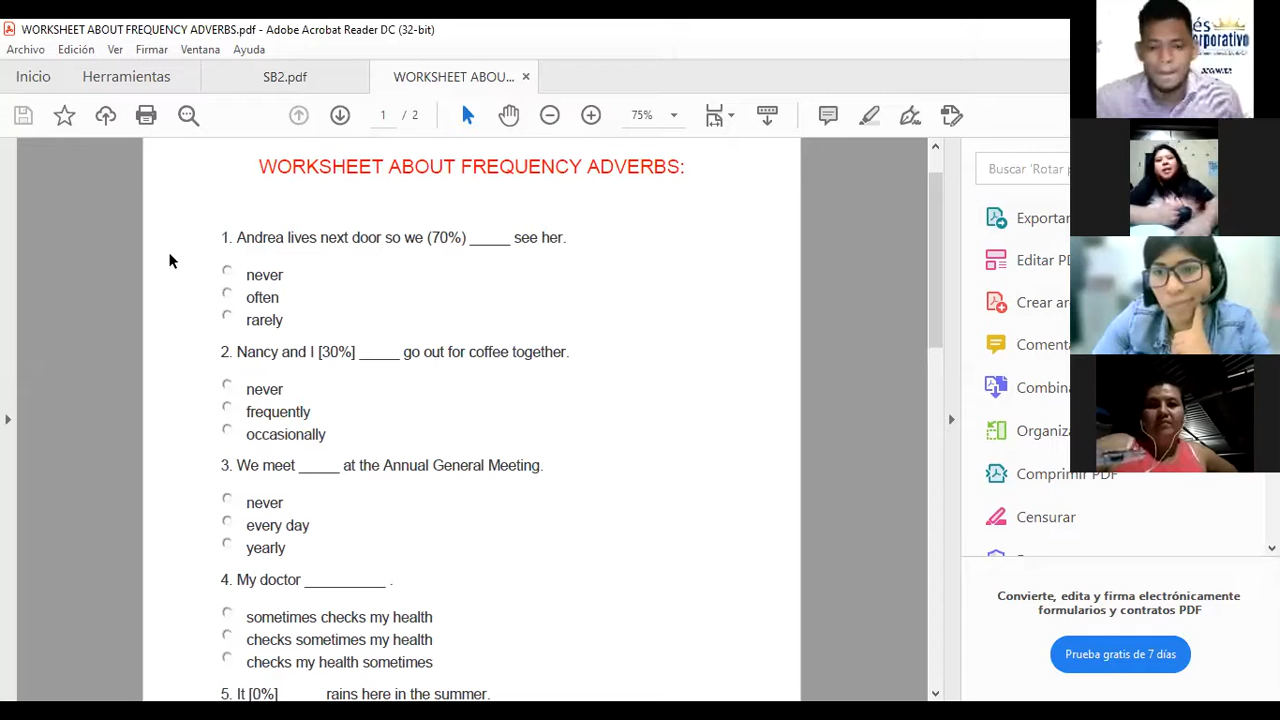 WORKSHEET ABOUT FREQUENCY ADVERBS.pdf - Adobe Acrobat Reader DC (32-bit)
Archivo Edición Ver Firmar Ventana Ayuda
Inicio Herramientas SB2.pdf WORKSHEET ABOU... ×
1 / 2 75%
WORKSHEET ABOUT FREQUENCY ADVERBS:
1. Andrea lives next door so we (70%) _____ see her.
never
often
rarely
2. Nancy and I [30%] _____ go out for coffee together.
never
frequently
occasionally
3. We meet _____ at the Annual General Meeting.
never
every day
yearly
4. My doctor __________ .
sometimes checks my health
checks sometimes my health
checks my health sometimes
5. It [0%] _____ rains here in the summer.
Buscar 'Rotar p
Exportar
Editar PD
Crear ar
Comenta
Combina
Organiza
Comprimir PDF
Censurar
Convierte, edita y firma electrónicamente
formularios y contratos PDF
Prueba gratis de 7 días
és
orporativo